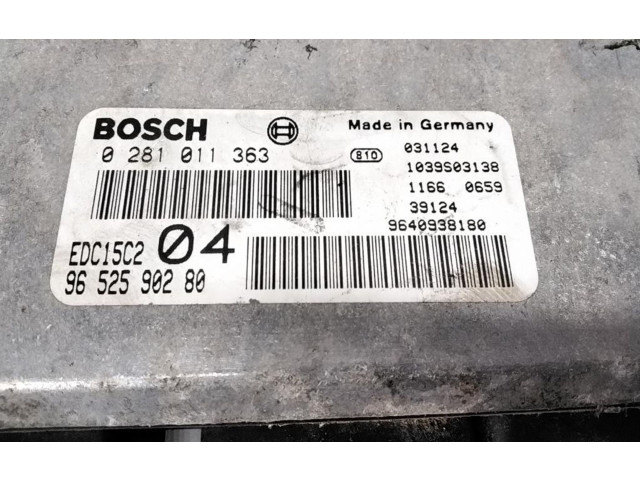 BOSCH
Made in Germany
0 281 011 363
810
031124
1039S03138
1166 0659
39124
9640938180
EDC15C2 04
96 525 902 80